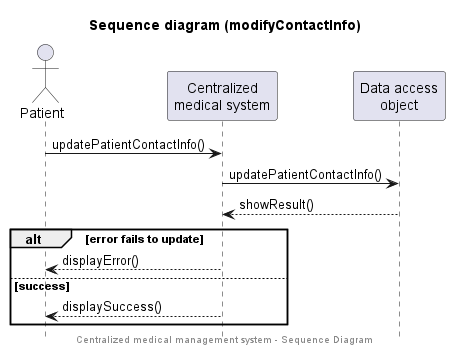 Sequence diagram (modifyContactInfo)
Patient
Centralized
medical system
Data access
object
updatePatientContactInfo()
updatePatientContactInfo()
showResult()
alt [error fails to update]
displayError()
[success]
displaySuccess()
Centralized medical management system - Sequence Diagram